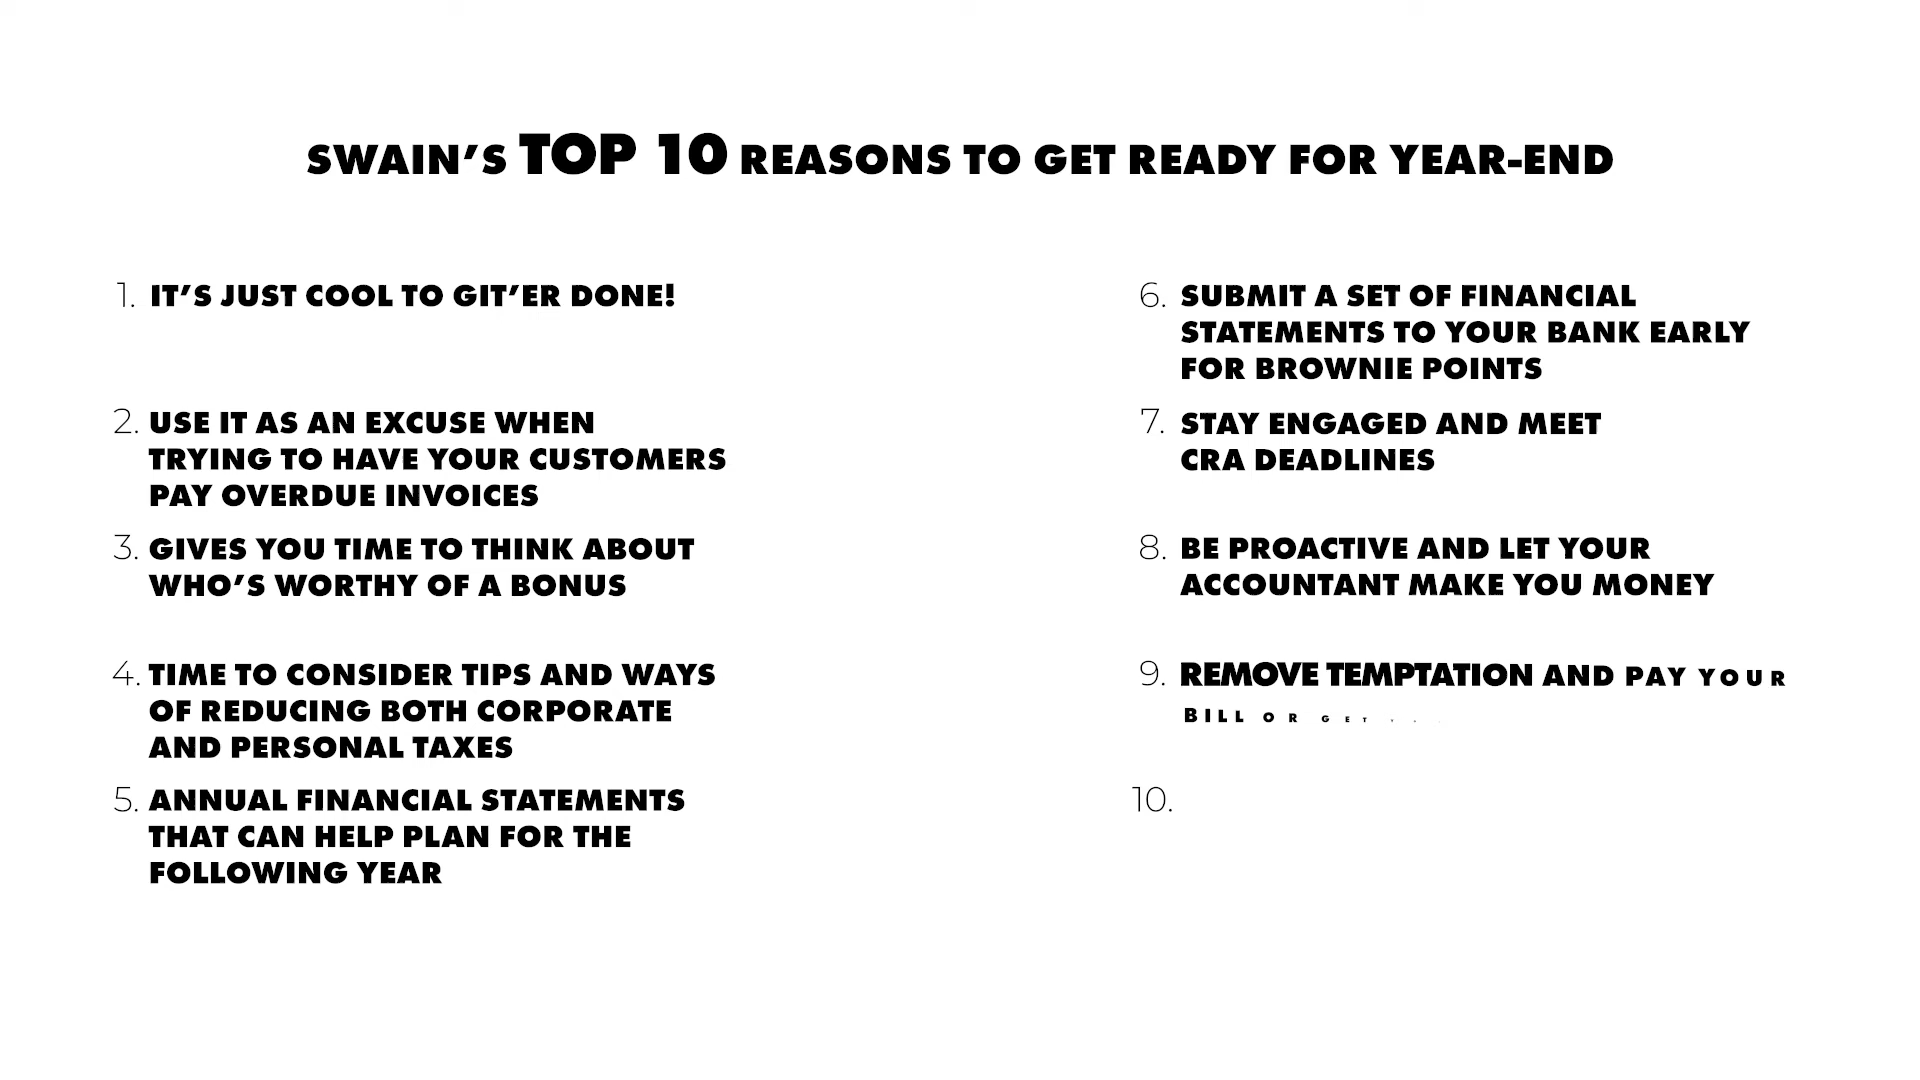 SWAIN’S TOP 10 REASONS TO GET READY FOR YEAR-END
1. IT’S JUST COOL TO GIT’ER DONE!
2. USE IT AS AN EXCUSE WHEN
TRYING TO HAVE YOUR CUSTOMERS
PAY OVERDUE INVOICES
3. GIVES YOU TIME TO THINK ABOUT
WHO’S WORTHY OF A BONUS
4. TIME TO CONSIDER TIPS AND WAYS
OF REDUCING BOTH CORPORATE
AND PERSONAL TAXES
5. ANNUAL FINANCIAL STATEMENTS
THAT CAN HELP PLAN FOR THE
FOLLOWING YEAR
6. SUBMIT A SET OF FINANCIAL
STATEMENTS TO YOUR BANK EARLY
FOR BROWNIE POINTS
7. STAY ENGAGED AND MEET
CRA DEADLINES
8. BE PROACTIVE AND LET YOUR
ACCOUNTANT MAKE YOU MONEY
9. REMOVE TEMPTATION AND PAY YOUR
BILL OR GET
10.